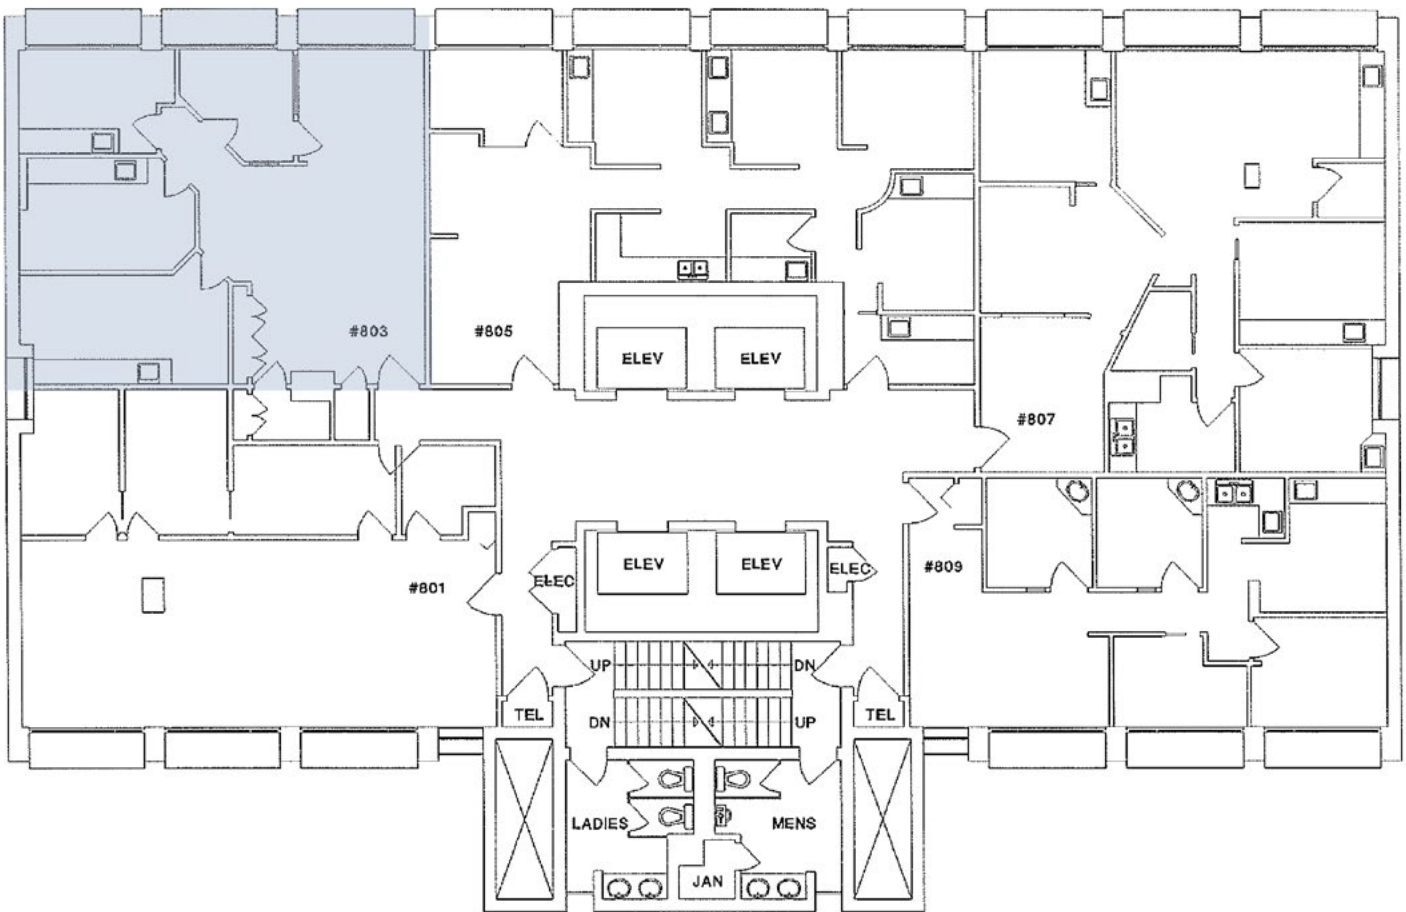 #803
#805
ELEV
ELEV
#807
#801
ELEC
ELEV
ELEV
ELEC
#809
UP
DN
TEL
DN
UP
TEL
LADIES
MENS
JAN